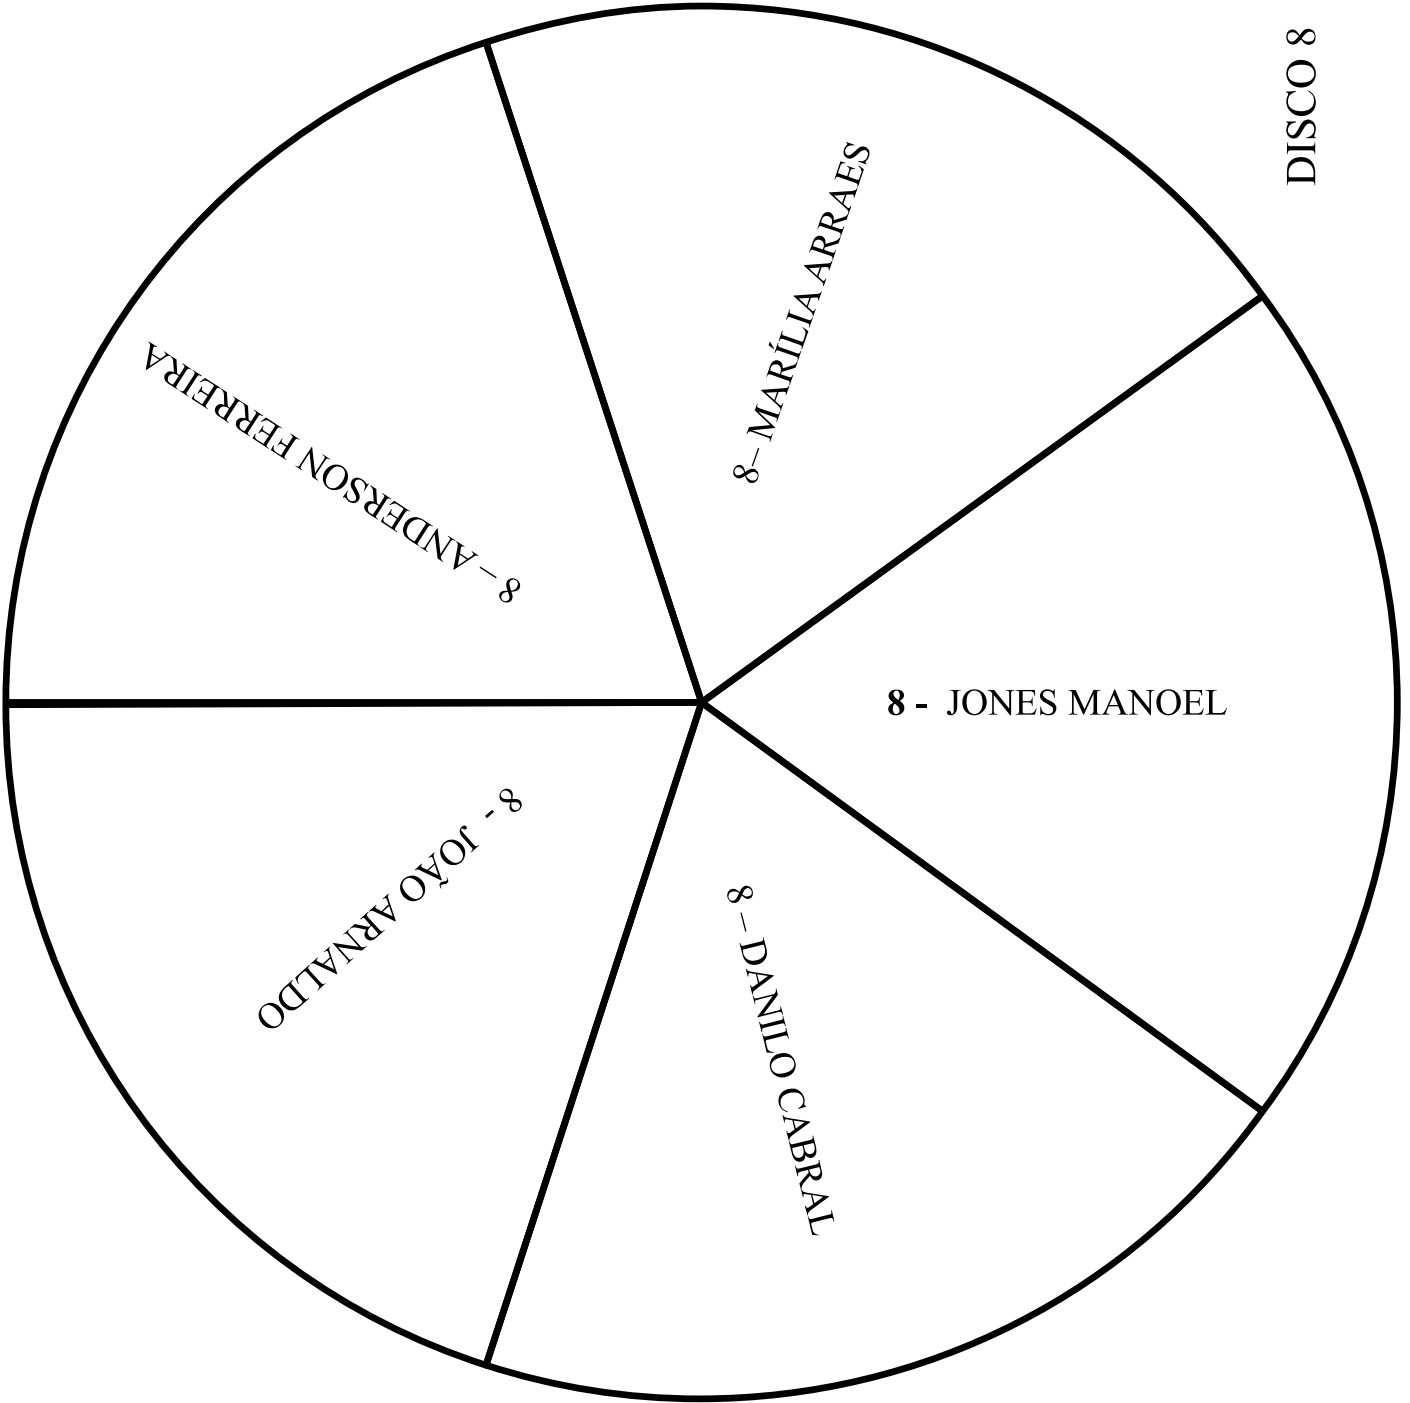 DISCO 8
8– MARÍLIA ARRAES
8 - JONES MANOEL
8 – DANILO CABRAL
8 - JOÃO ARNALDO
8 – ANDERSON FERREIRA